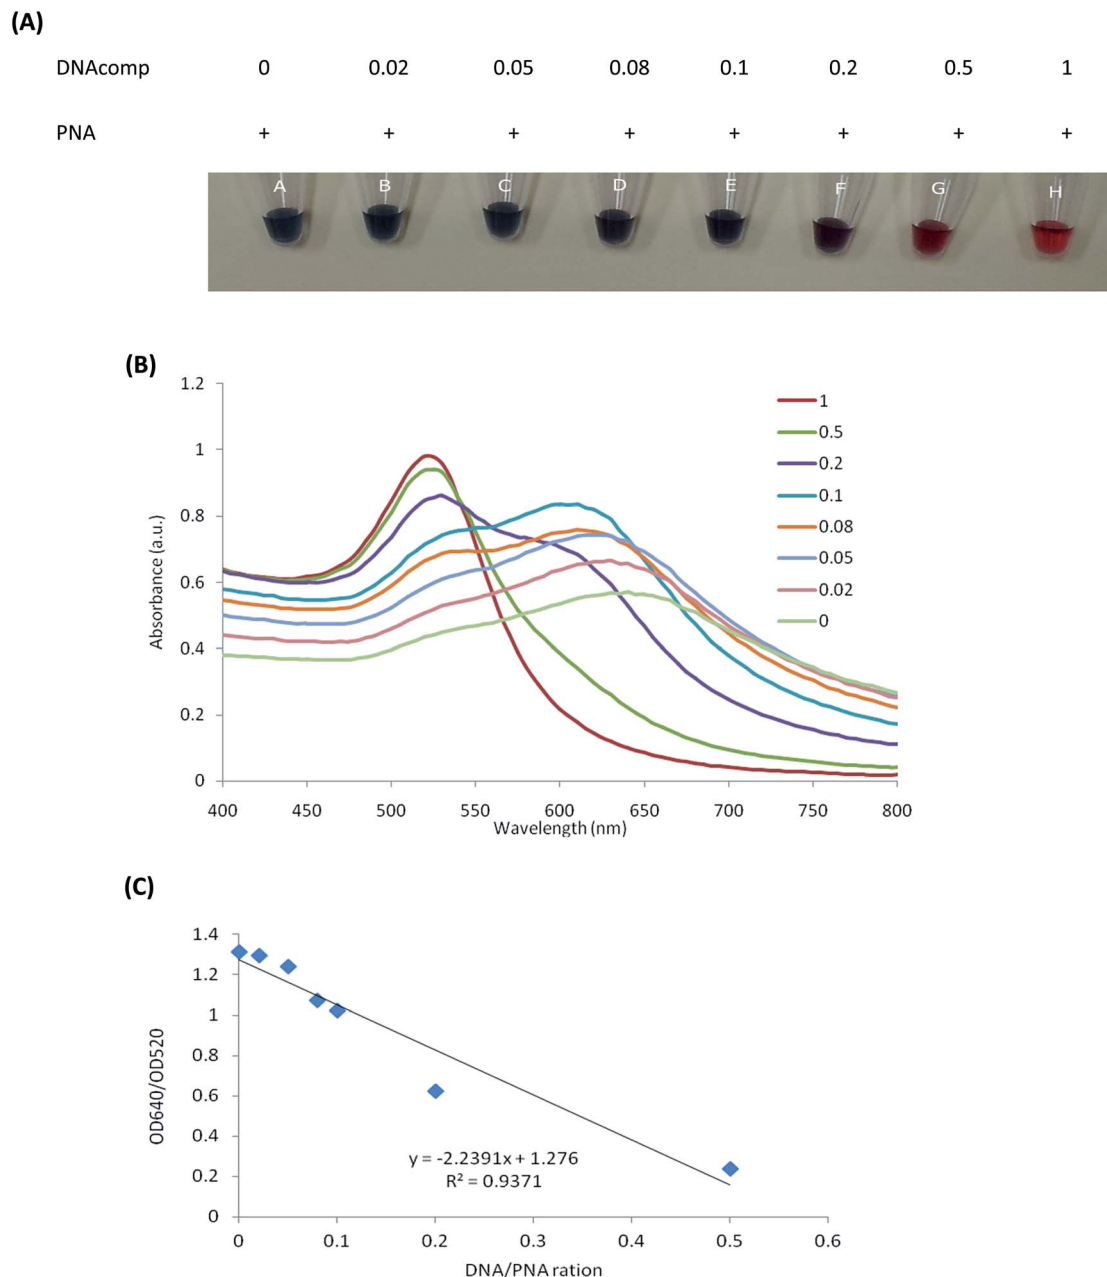 (A)
DNAcomp 0 0.02 0.05 0.08 0.1 0.2 0.5 1
PNA + + + + + + + +
A B C D E F G H
(B)
1.2
1
0.8
0.6
0.4
0.2
0
Absorbance (a.u.)
400 450 500 550 600 650 700 750 800
Wavelength (nm)
1
0.5
0.2
0.1
0.08
0.05
0.02
0
(C)
1.4
1.2
1
0.8
0.6
0.4
0.2
0
OD640/OD520
y = -2.2391x + 1.276
R² = 0.9371
0 0.1 0.2 0.3 0.4 0.5 0.6
DNA/PNA ration